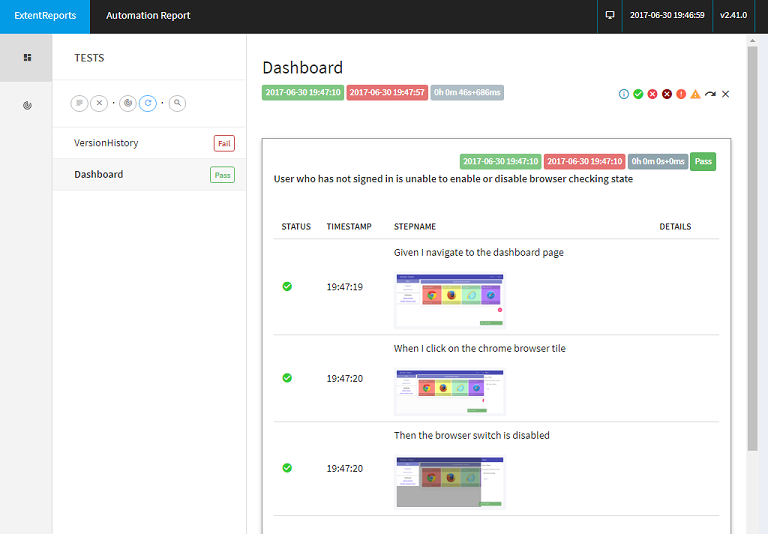 ExtentReports
Automation Report
2017-06-30 19:46:59
v2.41.0
TESTS
VersionHistory
Fail
Dashboard
Pass
Dashboard
2017-06-30 19:47:10 2017-06-30 19:47:57 0h 0m 46s+686ms
2017-06-30 19:47:10 2017-06-30 19:47:10 0h 0m 0s+0ms Pass
User who has not signed in is unable to enable or disable browser checking state
STATUS TIMESTAMP STEPNAME DETAILS
Given I navigate to the dashboard page
19:47:19
When I click on the chrome browser tile
19:47:20
Then the browser switch is disabled
19:47:20